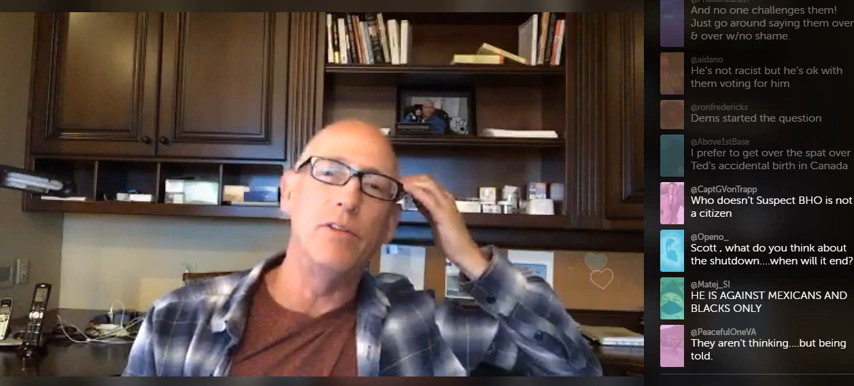 And no one challenges them!
Just go around saying them over
& over w/no shame.
@aidano
He's not racist but he's ok with
them voting for him
@ronfredericks
Dems started the question
@Above1stBase
I prefer to get over the spat over
Ted's accidental birth in Canada
@CaptGVonTrapp
Who doesn't Suspect BHO is not
a citizen
@Openo_
Scott , what do you think about
the shutdown....when will it end?
@Matej_SI
HE IS AGAINST MEXICANS AND
BLACKS ONLY
@PeacefulOneVA
They aren't thinking....but being
told.